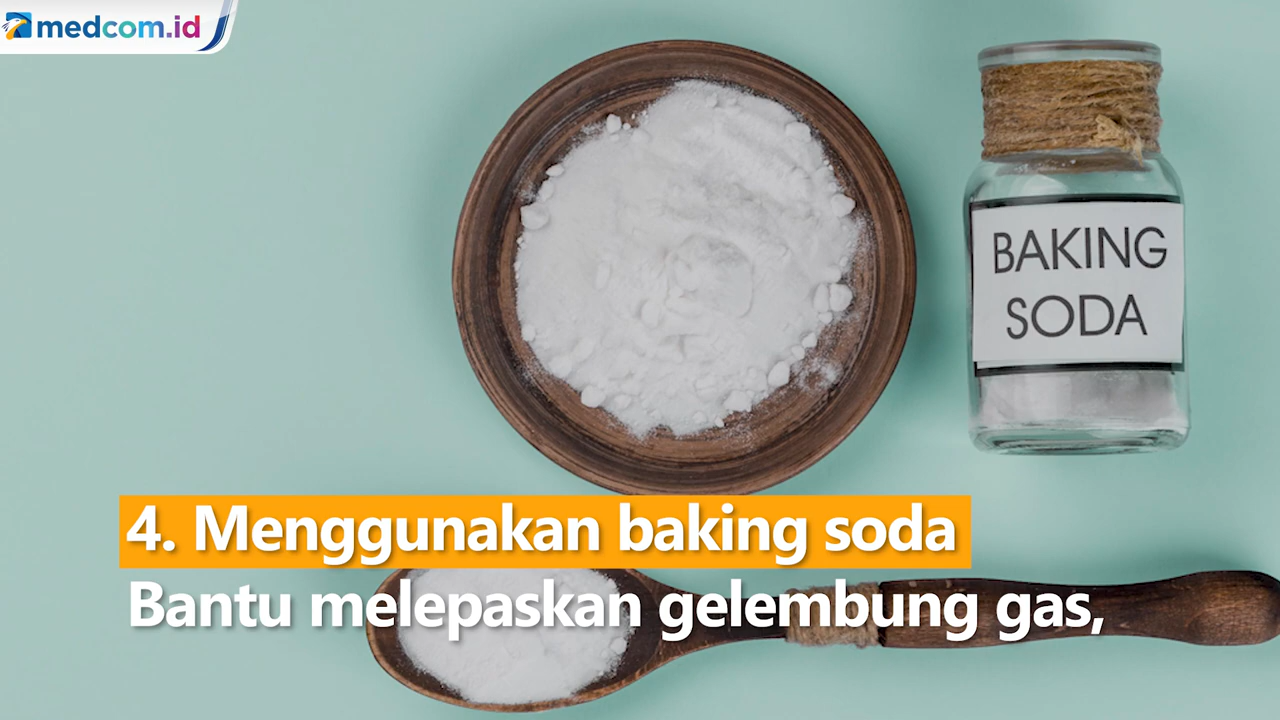 medcom.id
BAKING
SODA
4. Menggunakan baking soda
Bantu melepaskan gelembung gas,